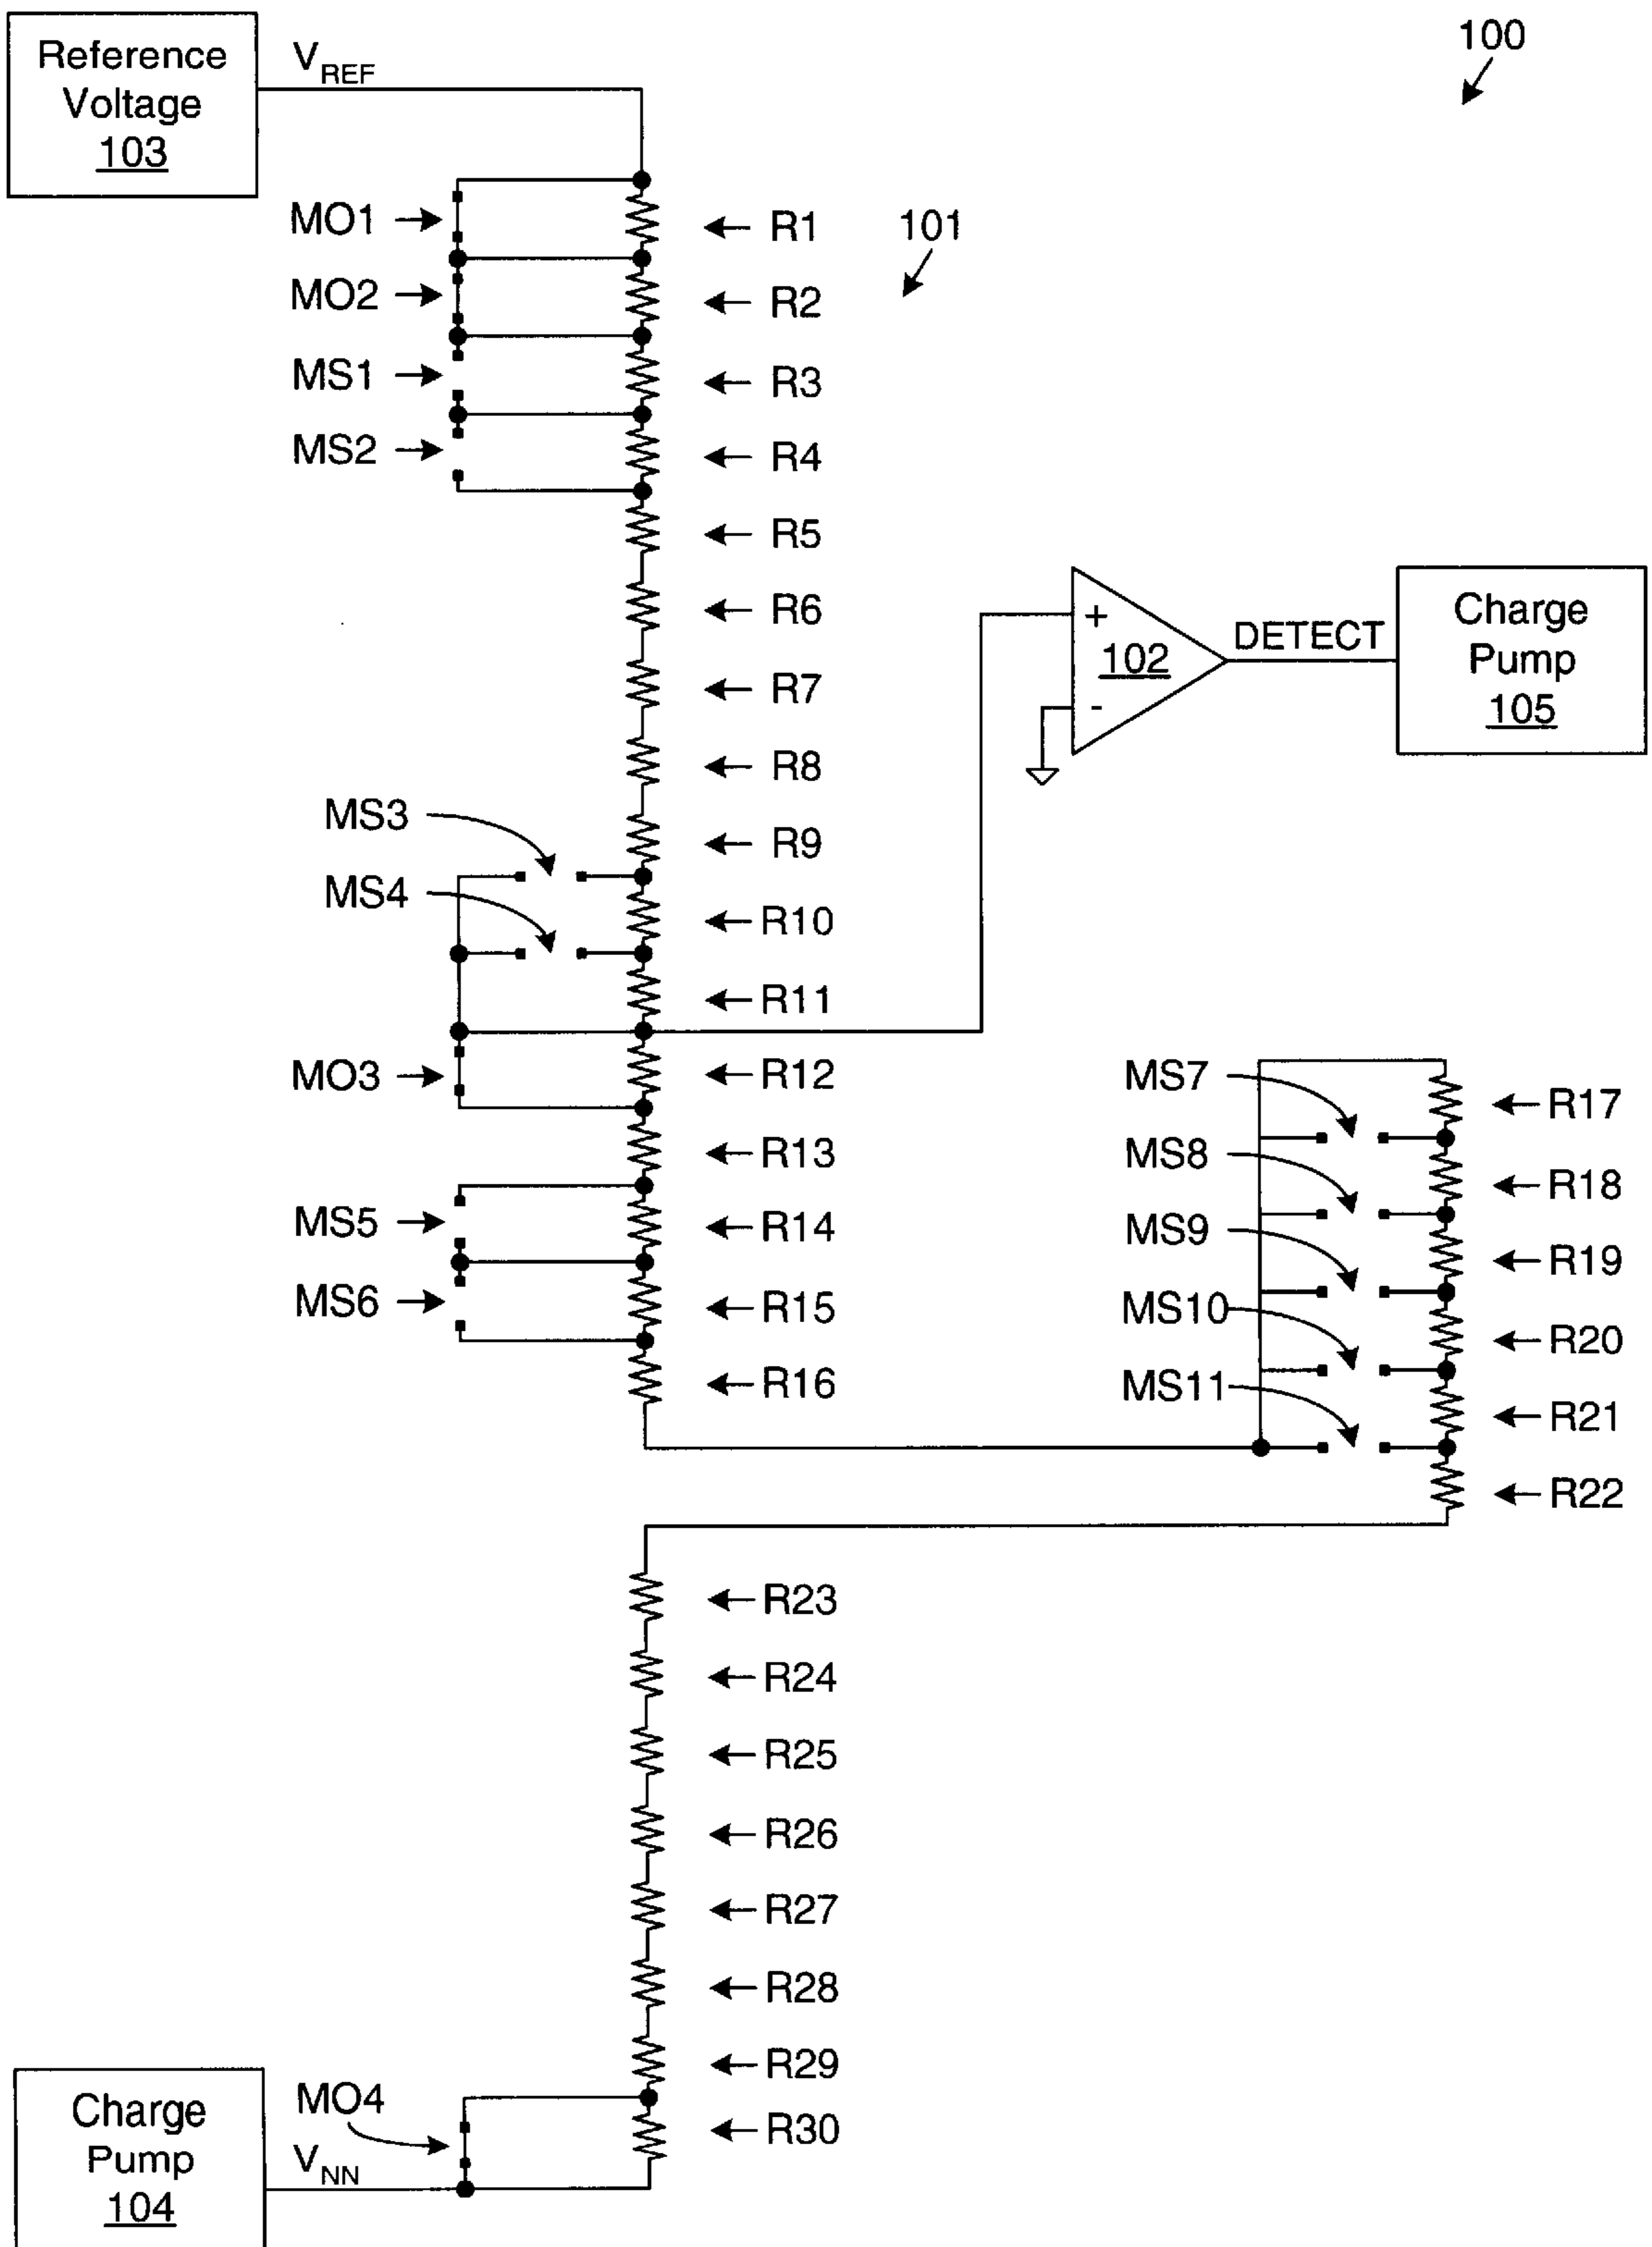 100
Reference
Voltage
103
V REF
MO1
R1
101
MO2
R2
MS1
R3
MS2
R4
R5
R6
R7
R8
+
-
102
DETECT
Charge
Pump
105
MS3
R9
MS4
R10
R11
MO3
R12
R13
MS5
R14
MS6
R15
R16
MS7
R17
MS8
R18
MS9
R19
MS10
R20
MS11
R21
R22
R23
R24
R25
R26
R27
R28
R29
MO4
R30
Charge
Pump
104
V NN